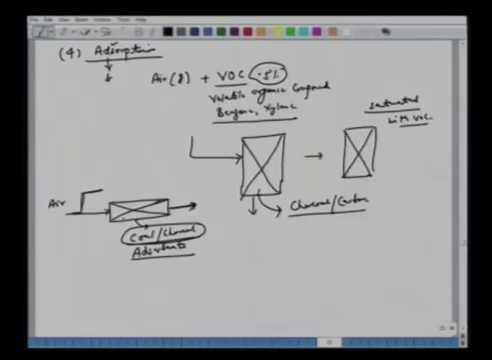 (4) Adsorption
Air (g) + VOC (.5%)
Volatile organic Compound
Benzene, Xylene
saturated
with VOC
Air
Charcoal/Carbon
Coal/Charcoal
Adsorbents